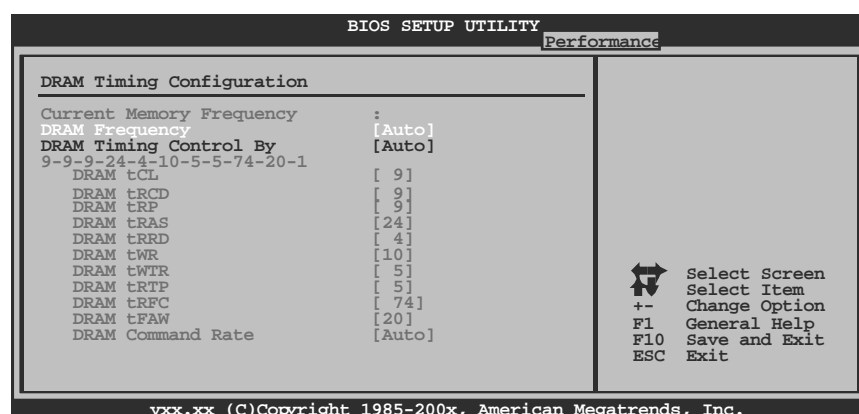 BIOS SETUP UTILITY
Performance
DRAM Timing Configuration
Current Memory Frequency :
DRAM Frequency [Auto]
DRAM Timing Control By [Auto]
9-9-9-24-4-10-5-5-74-20-1
DRAM tCL [ 9]
DRAM tRCD [ 9]
DRAM tRP [ 9]
DRAM tRAS [24]
DRAM tRRD [ 4]
DRAM tWR [10]
DRAM tWTR [ 5]
DRAM tRTP [ 5]
DRAM tRFC [ 74]
DRAM tFAW [20]
DRAM Command Rate [Auto]
Select Screen
Select Item
+- Change Option
F1 General Help
F10 Save and Exit
ESC Exit
vxx.xx (C)Copyright 1985-200x, American Megatrends, Inc.